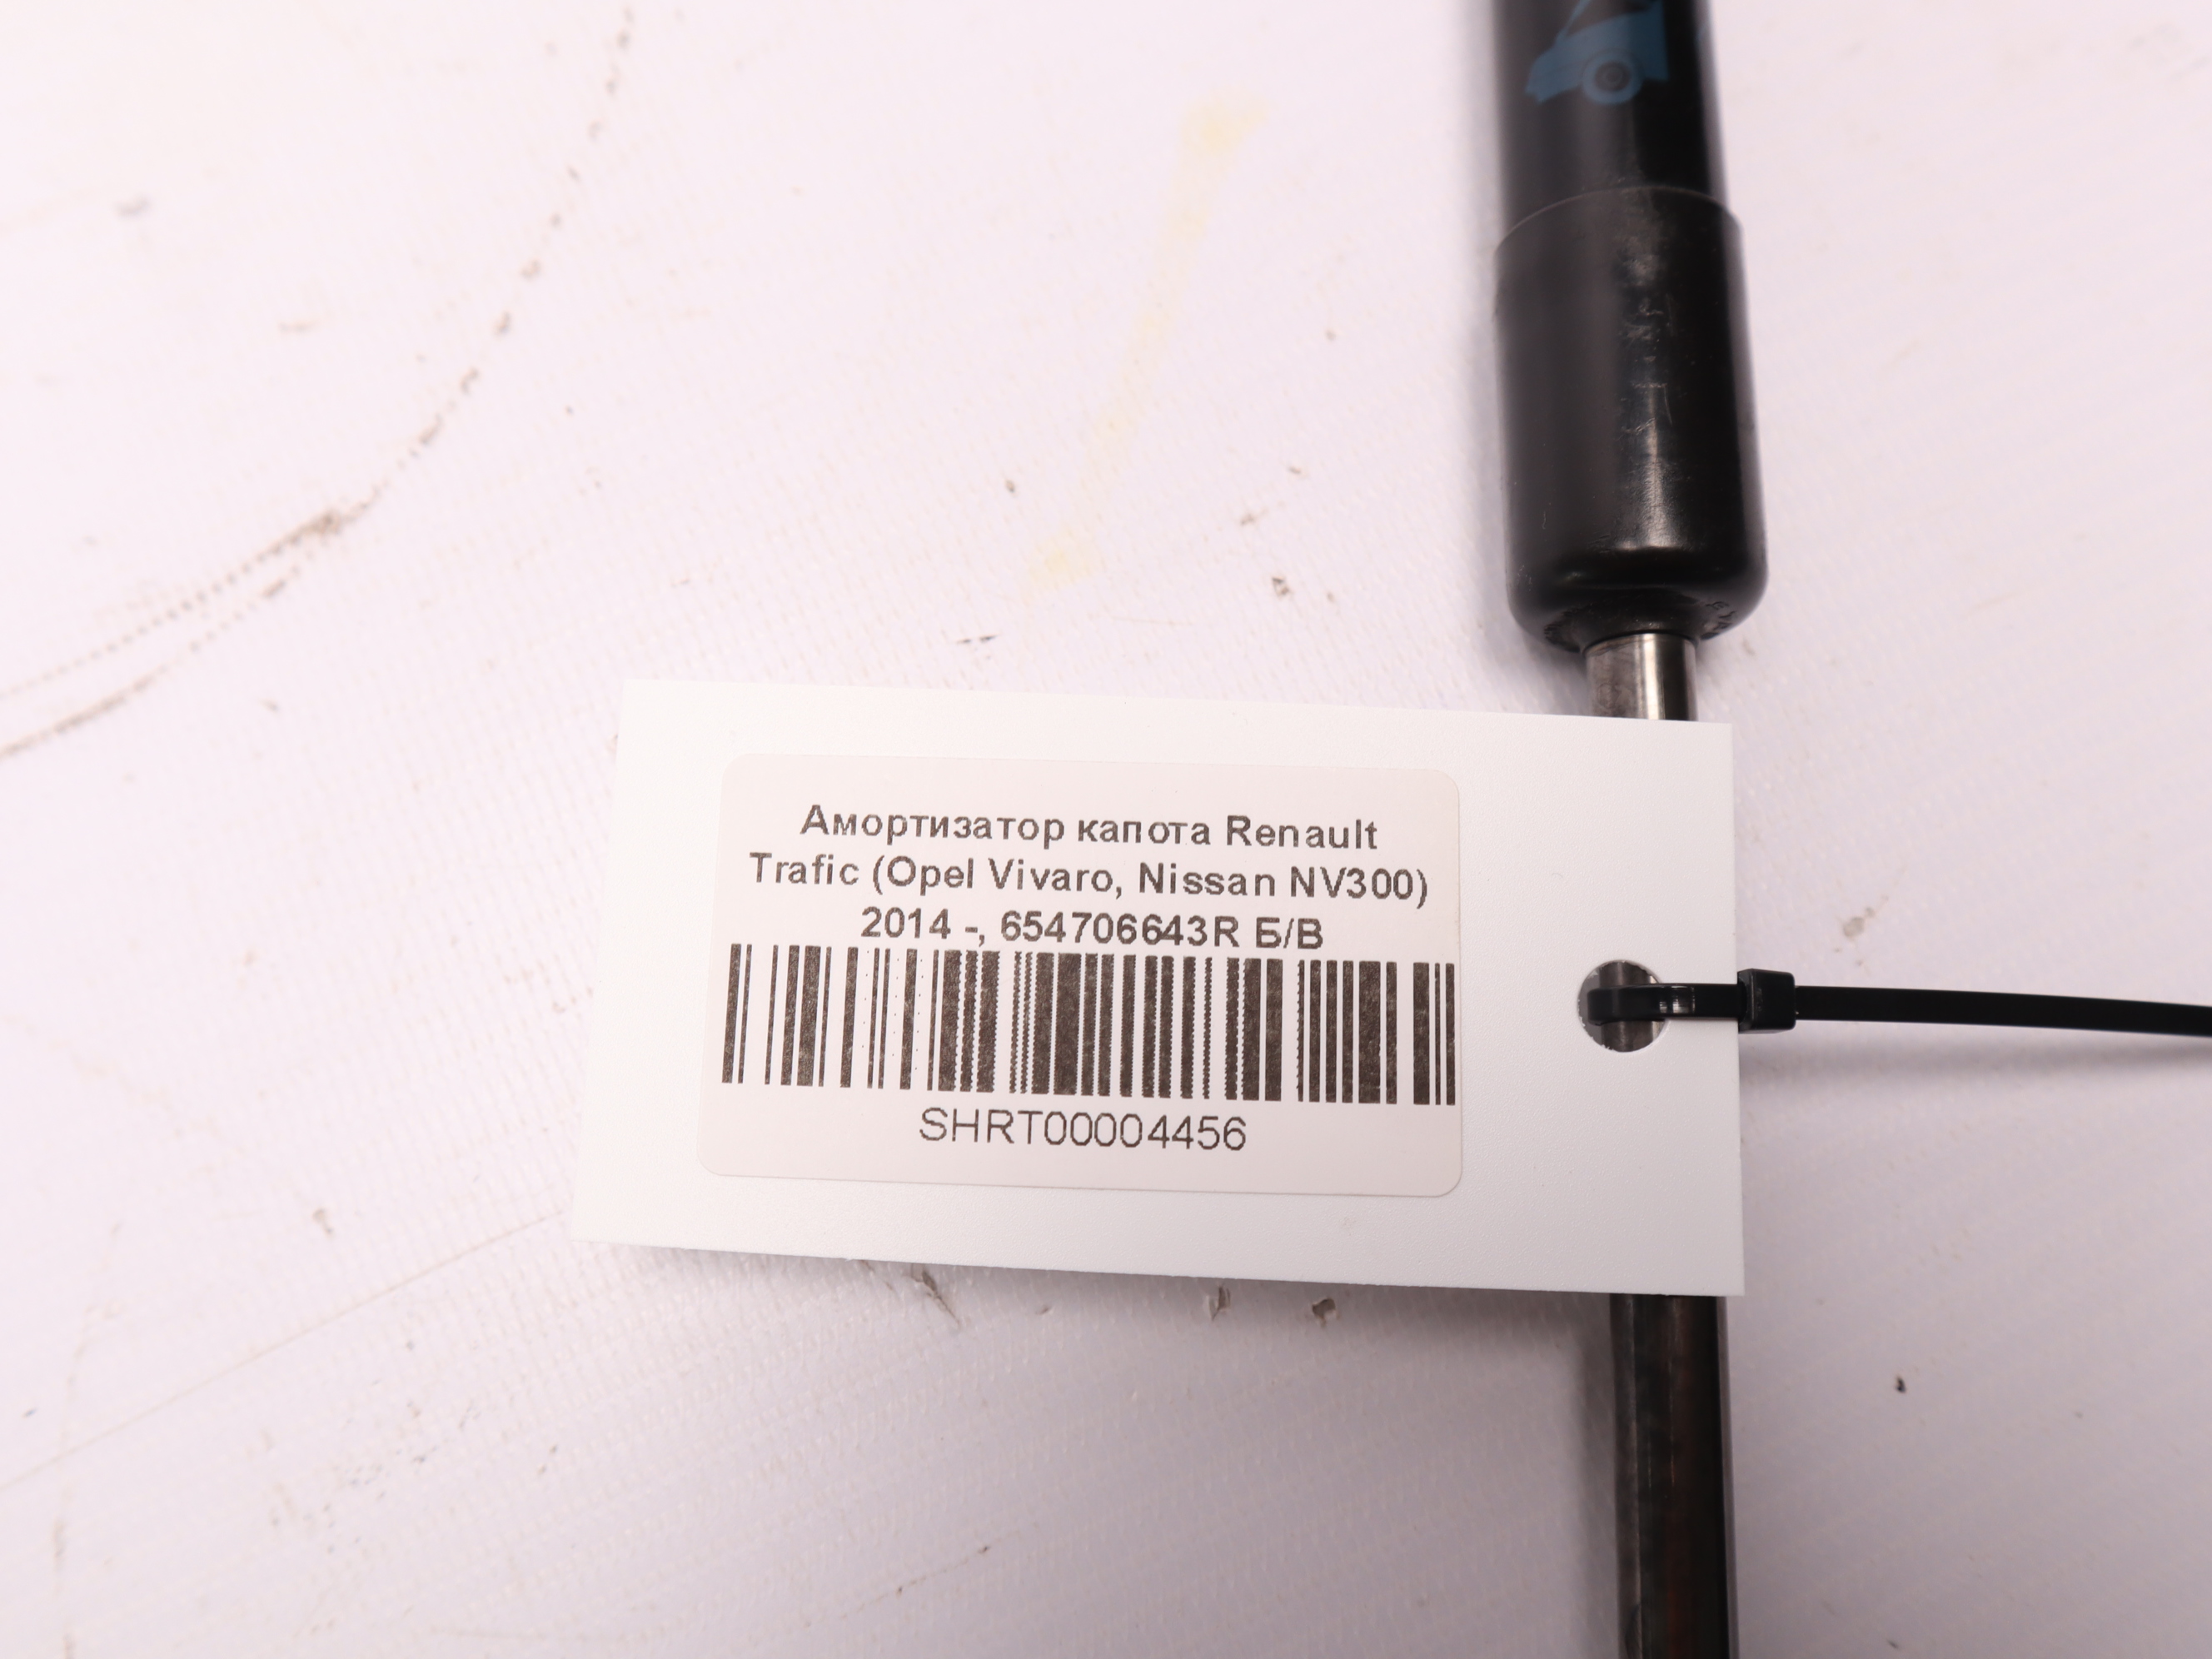 Амортизатор капота Renault
Trafic (Opel Vivaro, Nissan NV300)
2014 -, 654706643R Б/В
SHRT00004456